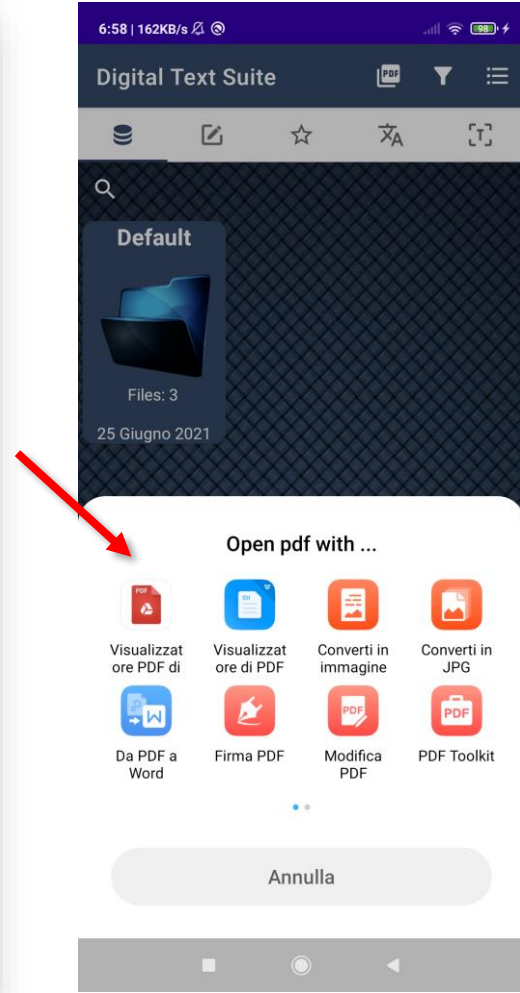 6:58 | 162KB/s
98
Digital Text Suite
PDF
A
T
Default
Files: 3
25 Giugno 2021
Open pdf with ...
PDF
mi
W
Visualizzat
ore PDF di
Visualizzat
ore di PDF
Converti in
immagine
Converti in
JPG
P
W
PDF
PDF
Da PDF a
Word
Firma PDF
Modifica
PDF
PDF Toolkit
Annulla